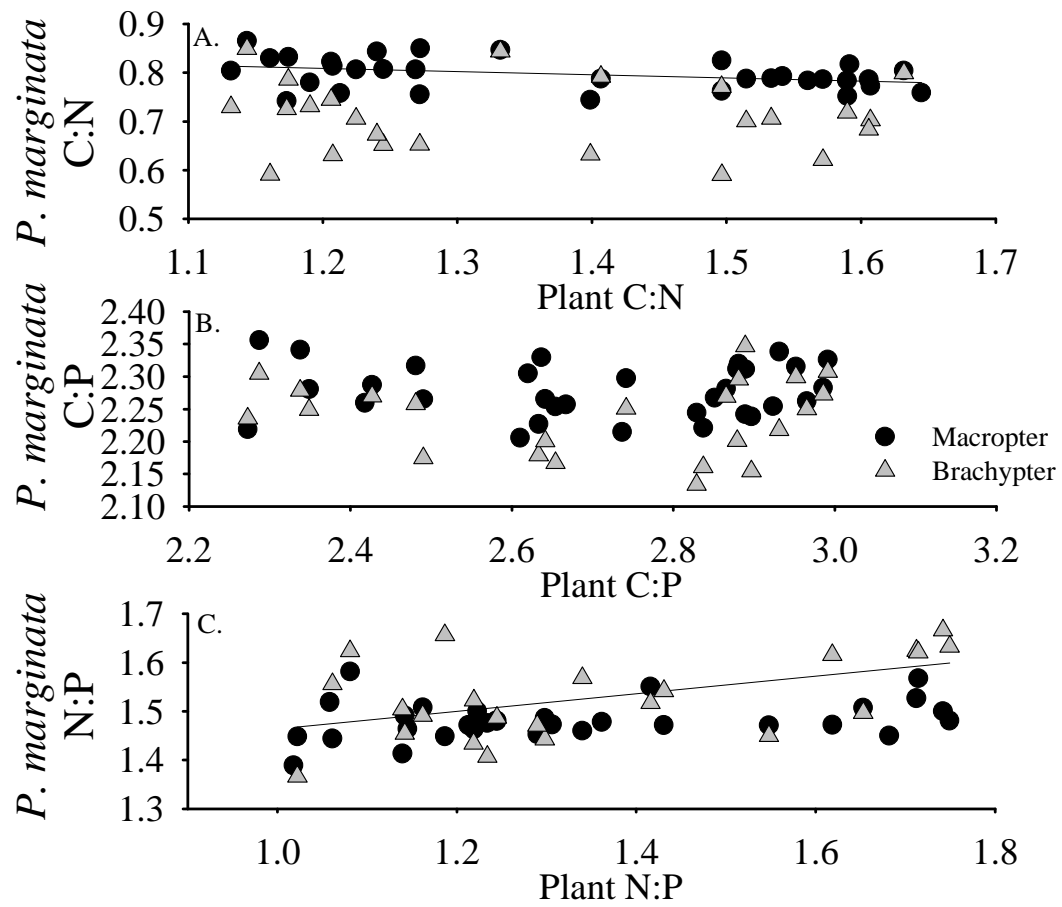 P. marginata
C:N
A.
0.9
0.8
0.7
0.6
0.5
1.1 1.2 1.3 1.4 1.5 1.6 1.7
Plant C:N
P. marginata
C:P
B.
2.40
2.35
2.30
2.25
2.20
2.15
2.10
Macropter
Brachypter
2.2 2.4 2.6 2.8 3.0 3.2
Plant C:P
P. marginata
N:P
C.
1.7
1.6
1.5
1.4
1.3
1.0 1.2 1.4 1.6 1.8
Plant N:P